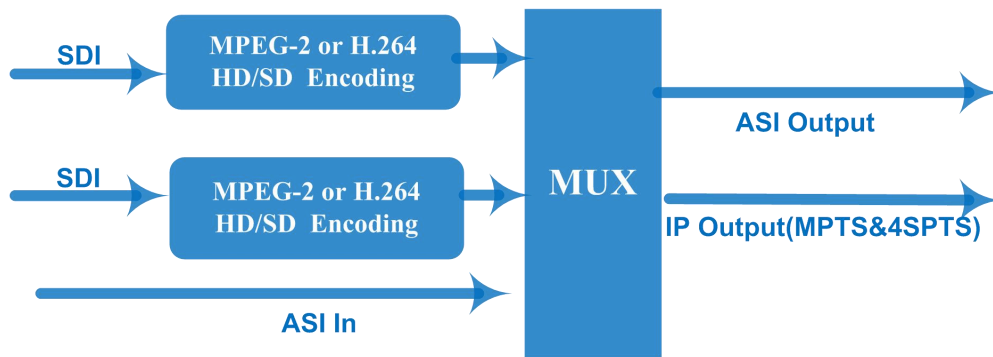 SDI
MPEG-2 or H.264
HD/SD Encoding
SDI
MPEG-2 or H.264
HD/SD Encoding
ASI In
MUX
ASI Output
IP Output(MPTS&4SPTS)